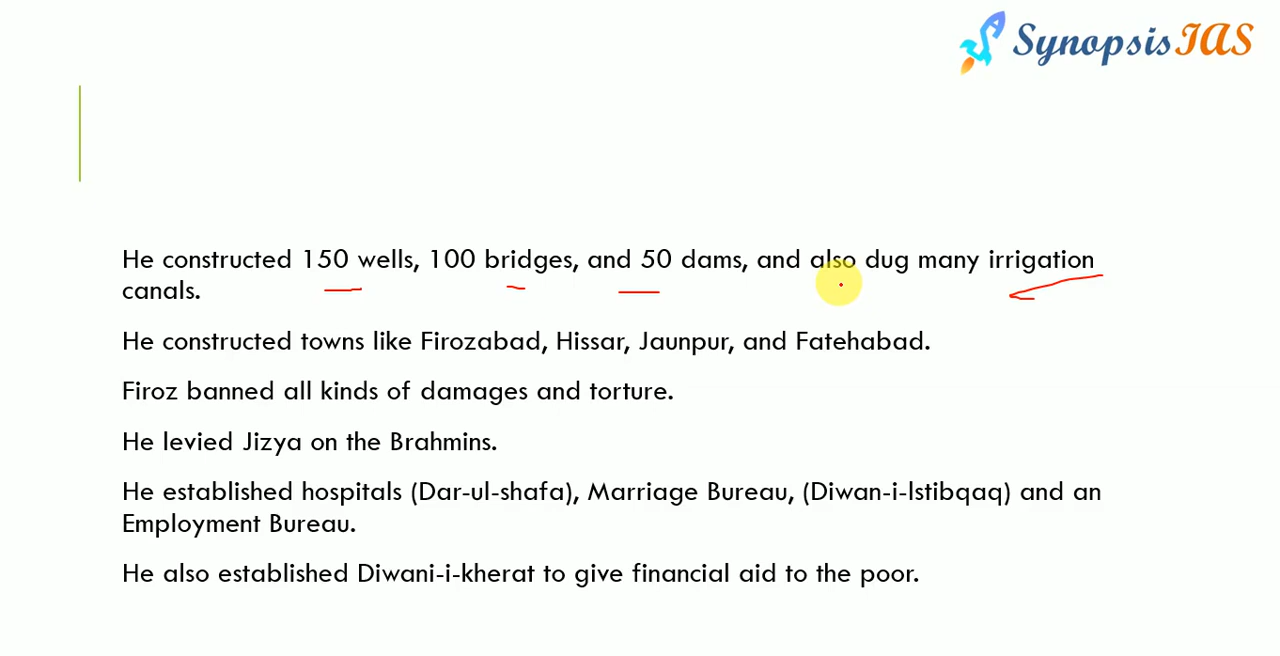 SynopsisIAS
He constructed 150 wells, 100 bridges, and 50 dams, and also dug many irrigation
canals.
He constructed towns like Firozabad, Hissar, Jaunpur, and Fatehabad.
Firoz banned all kinds of damages and torture.
He levied Jizya on the Brahmins.
He established hospitals (Dar-ul-shafa), Marriage Bureau, (Diwan-i-lstibqaq) and an
Employment Bureau.
He also established Diwani-i-kherat to give financial aid to the poor.